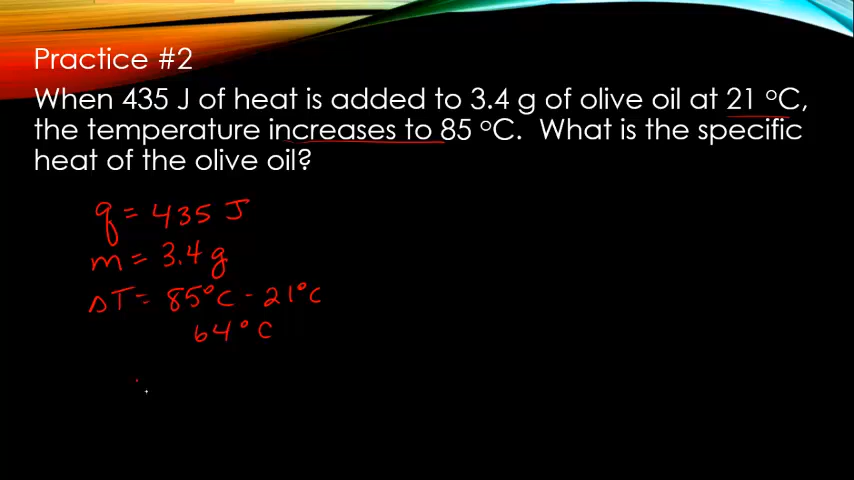 Practice #2
When 435 J of heat is added to 3.4 g of olive oil at 21 °C,
the temperature increases to 85 °C. What is the specific
heat of the olive oil?
q = 435 J
m = 3.4 g
ΔT = 85°C - 21°C
64°C